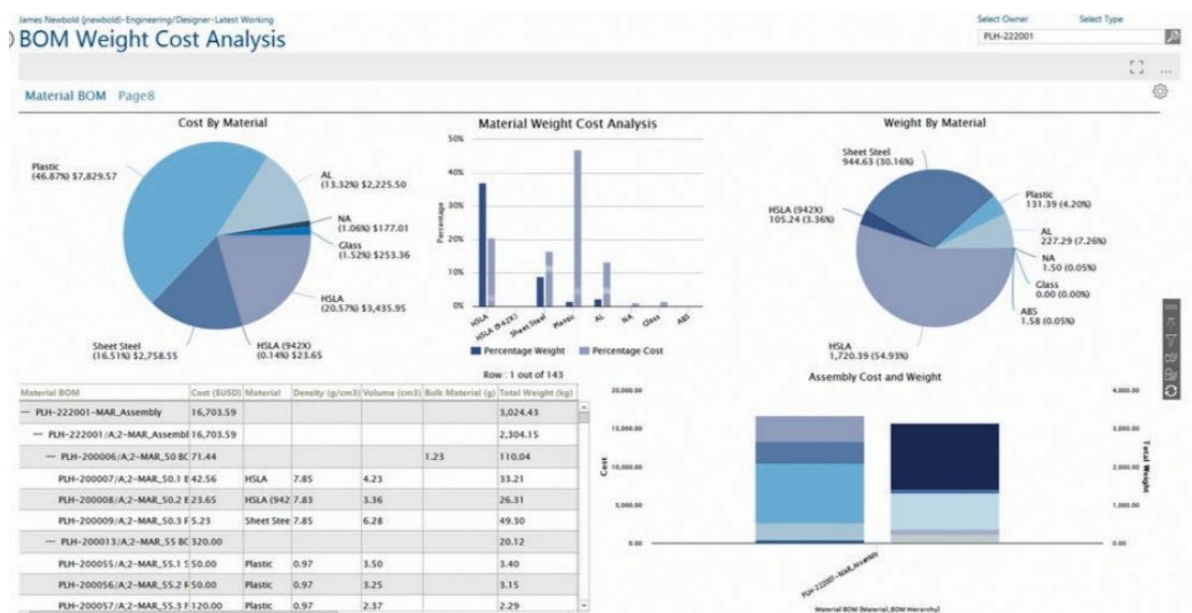 James Newbold (jnewbold)-Engineering/Designer-Latest Working
Select Owner Select Type
BOM Weight Cost Analysis
PLH-222001
...
Material BOM Page8
Cost By Material
Plastic
(46.87%) $7,829.57
AL
(13.32%) $2,225.50
NA
(1.06%) $177.01
Glass
(1.52%) $253.36
HSLA
(20.57%) $3,435.95
HSLA (942X)
(0.14%) $23.65
Sheet Steel
(16.51%) $2,758.55
Material Weight Cost Analysis
Percentage
50%
40%
30%
20%
10%
0%
HSLA
HSLA (942X)
Sheet Steel
Plastic
AL
NA
Glass
ABS
Percentage Weight Percentage Cost
Weight By Material
Sheet Steel
944.63 (30.16%)
HSLA (942X)
105.24 (3.36%)
Plastic
131.39 (4.20%)
AL
227.29 (7.26%)
NA
1.50 (0.05%)
Glass
0.00 (0.00%)
ABS
1.58 (0.05%)
HSLA
1,720.39 (54.93%)
Row : 1 out of 143
Material BOM Cost ($USD) Material Density (g/cm3) Volume (cm3) Bulk Material (g) Total Weight (kg)
— PLH-222001-MAR_Assembly 16,703.59 3,024.43
— PLH-222001/A;2-MAR_Assembl 16,703.59 2,304.15
— PLH-200006/A;2-MAR_50 BC 71.44 1.23 110.04
PLH-200007/A;2-MAR_50.1 E 42.56 HSLA 7.85 4.23 33.21
PLH-200008/A;2-MAR_50.2 E 23.65 HSLA (942 7.83 3.36 26.31
PLH-200009/A;2-MAR_50.3 F 5.23 Sheet Stee 7.85 6.28 49.30
— PLH-200013/A;2-MAR_55 BC 320.00 20.12
PLH-200055/A;2-MAR_55.1 S 50.00 Plastic 0.97 3.50 3.40
PLH-200056/A;2-MAR_55.2 F 50.00 Plastic 0.97 3.25 3.15
PLH-200057/A;2-MAR_55.3 F 120.00 Plastic 0.97 2.37 2.29
Assembly Cost and Weight
Cost
20,000.00
15,000.00
10,000.00
5,000.00
0.00
4,000.00
3,000.00
2,000.00
1,000.00
0.00
Total Weight
PLH-222001-MAR_Assembly
Material BOM [Material_BOM Hierarchy]